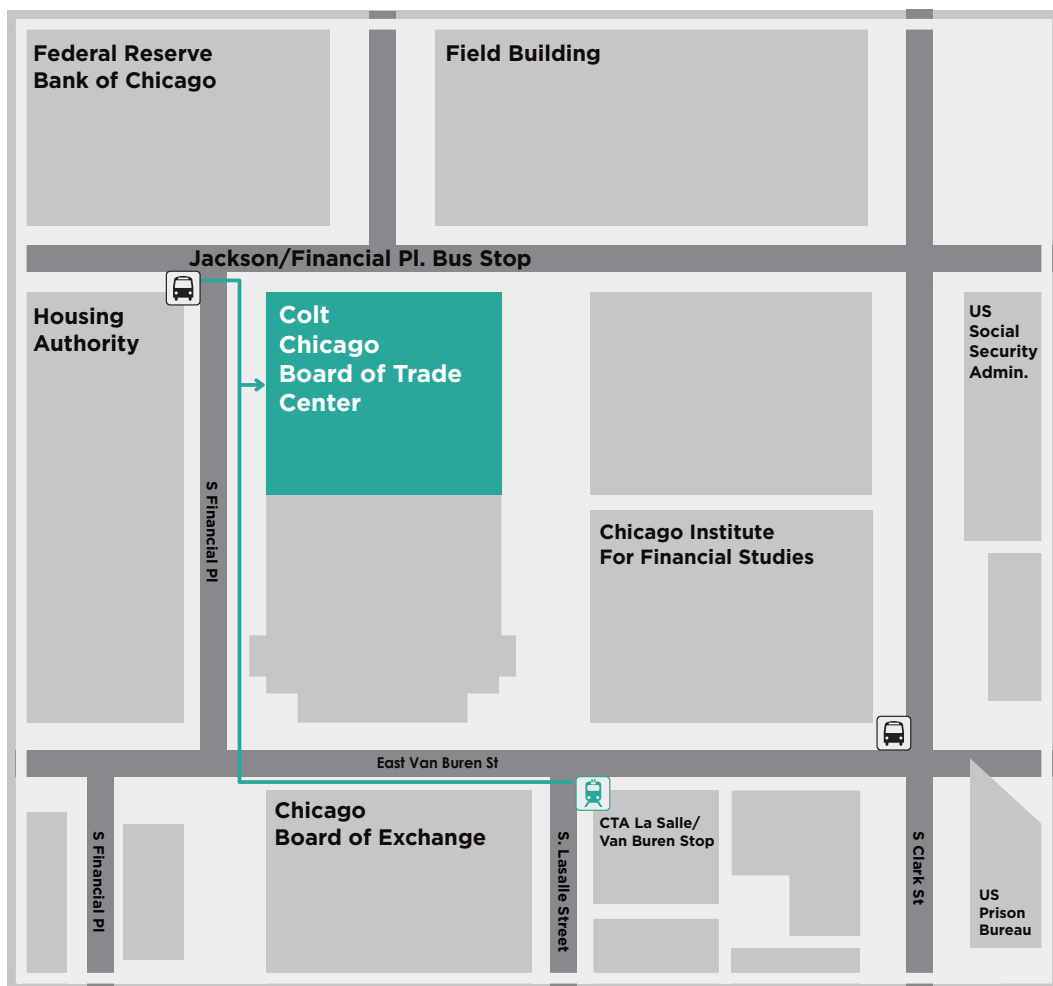 Federal Reserve
Bank of Chicago
Field Building
Jackson/Financial Pl. Bus Stop
Housing
Authority
Colt
Chicago
Board of Trade
Center
US
Social
Security
Admin.
S Financial Pl
Chicago Institute
For Financial Studies
East Van Buren St
Chicago
Board of Exchange
CTA La Salle/
Van Buren Stop
S Financial Pl
S. Lasalle Street
S Clark St
US
Prison
Bureau